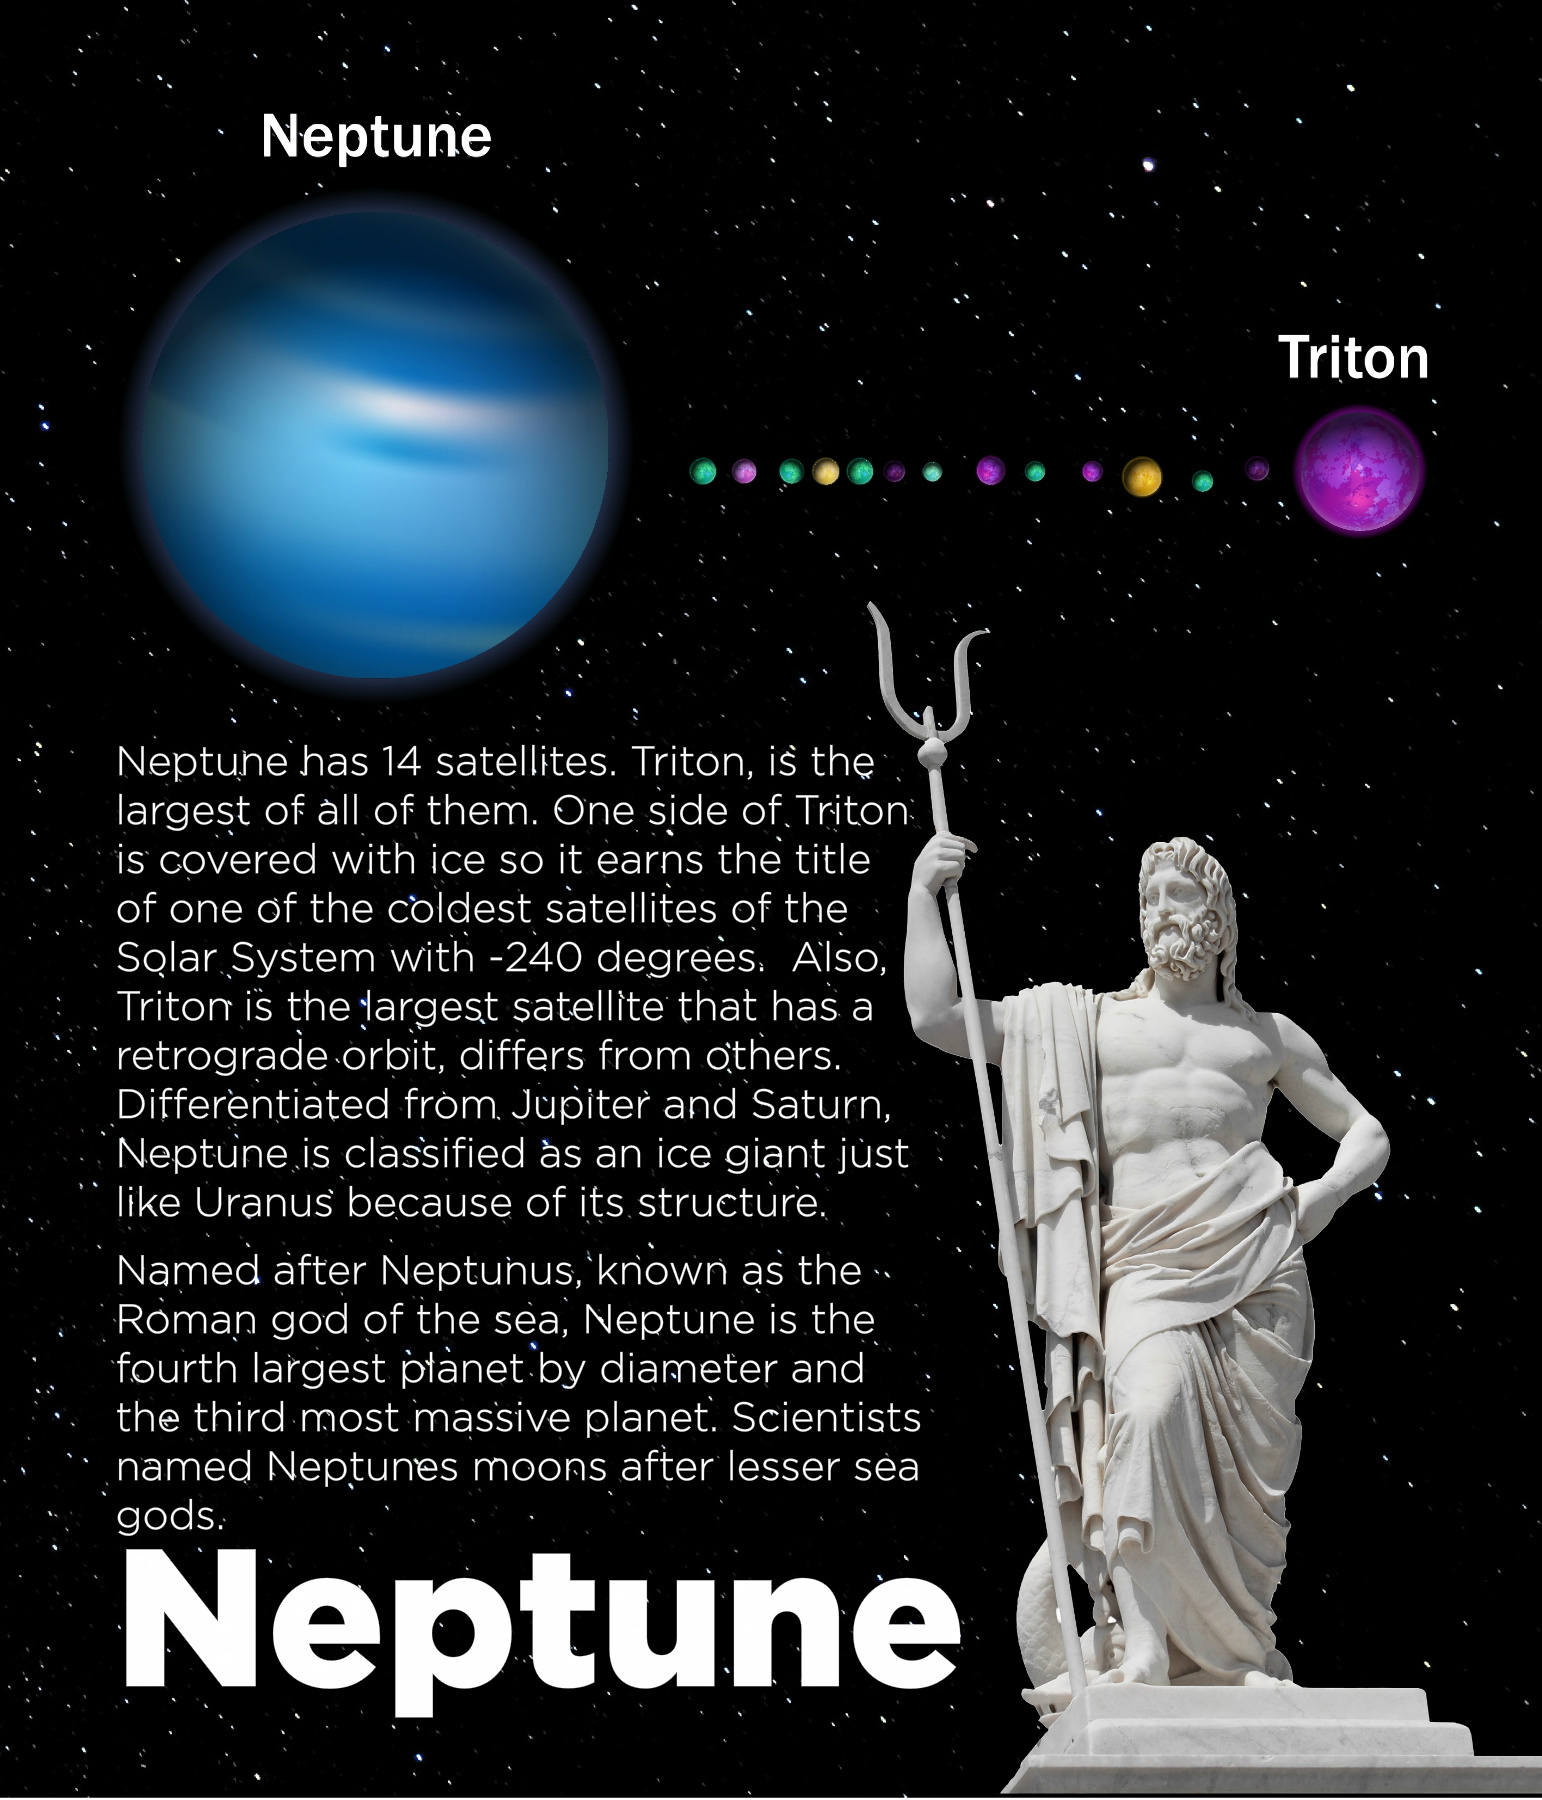 Neptune
Triton
Neptune has 14 satellites. Triton, is the
largest of all of them. One side of Triton
is covered with ice so it earns the title
of one of the coldest satellites of the
Solar System with -240 degrees.  Also,
Triton is the largest satellite that has a
retrograde orbit, differs from others.
Differentiated from Jupiter and Saturn,
Neptune is classified as an ice giant just
like Uranus because of its structure.
Named after Neptunus, known as the
Roman god of the sea, Neptune is the
fourth largest planet by diameter and
the third most massive planet. Scientists
named Neptunes moons after lesser sea
gods.
Neptune